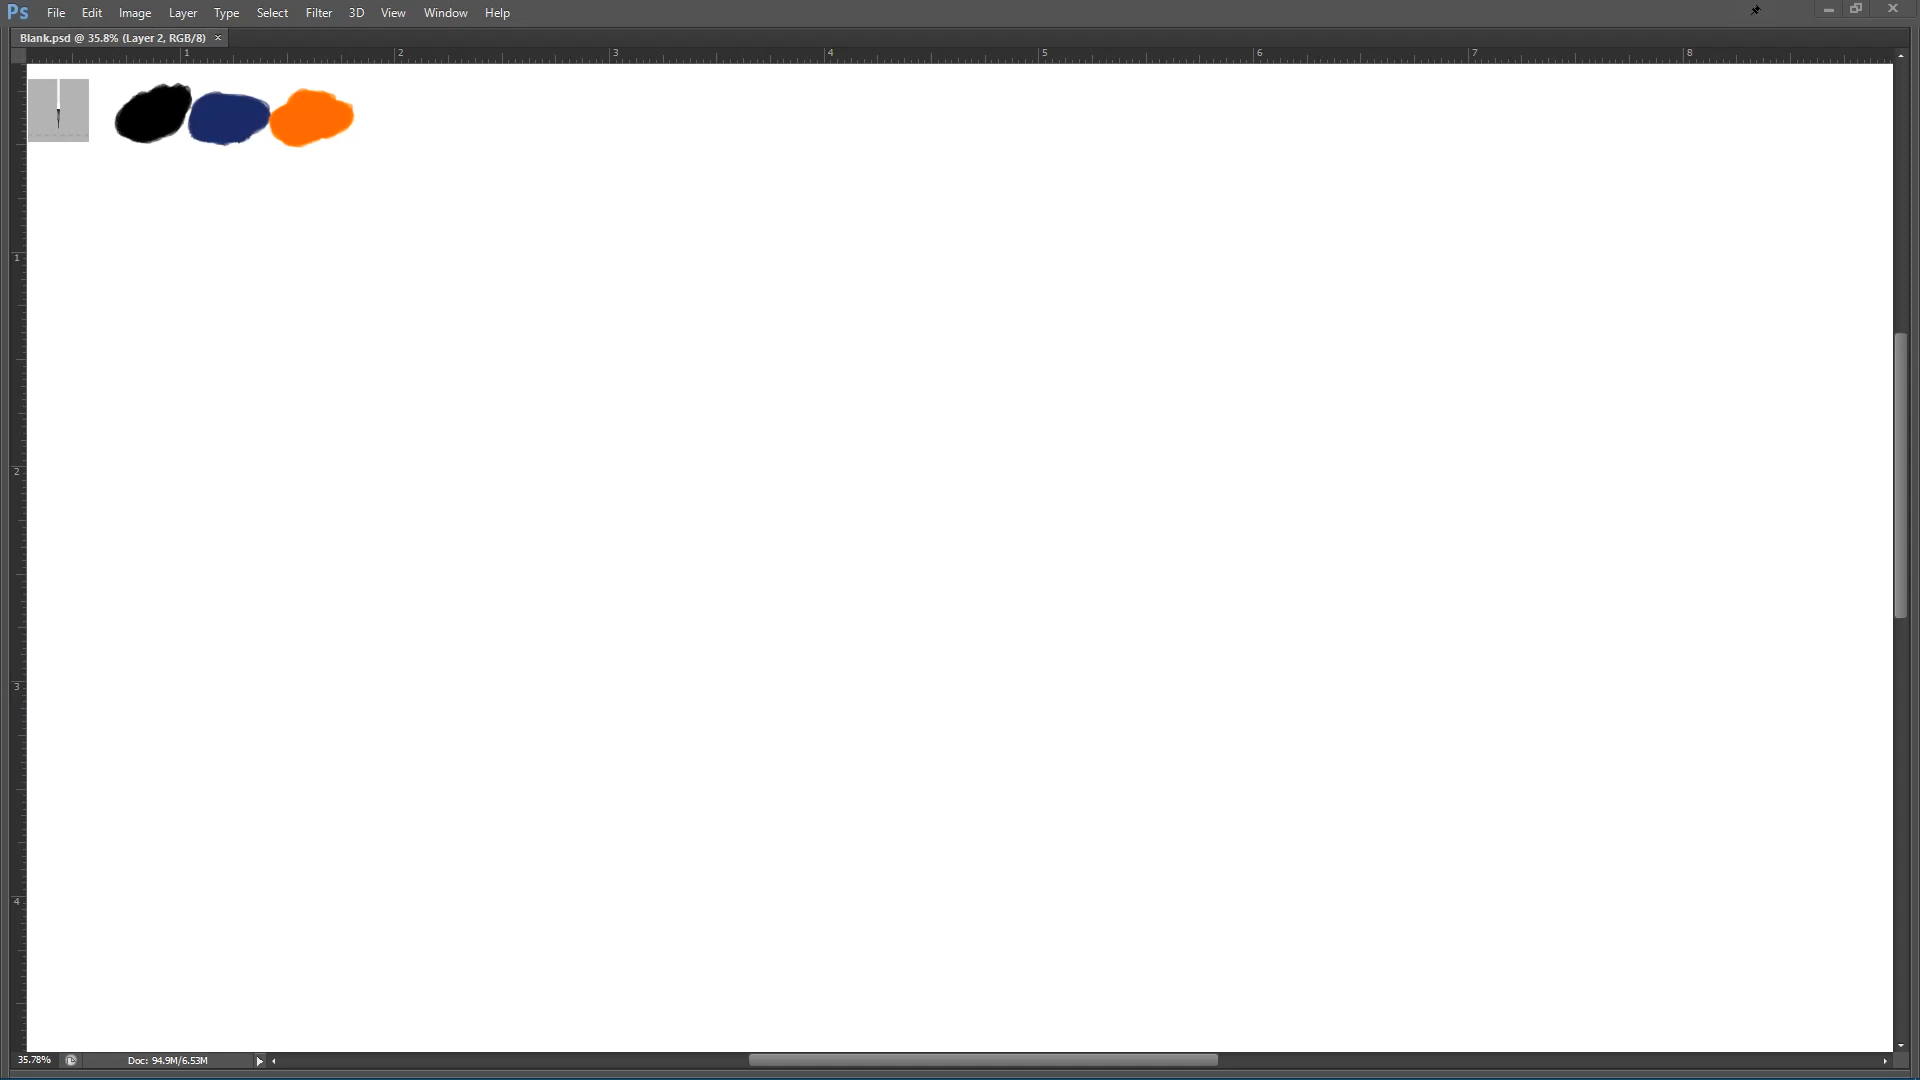 Ps File Edit Image Layer Type Select Filter 3D View Window Help
Blank.psd @ 35.8% (Layer 2, RGB/8) ×
1 2 3 4 5 6 7 8
1
2
3
4
35.78% Doc: 94.9M/6.53M